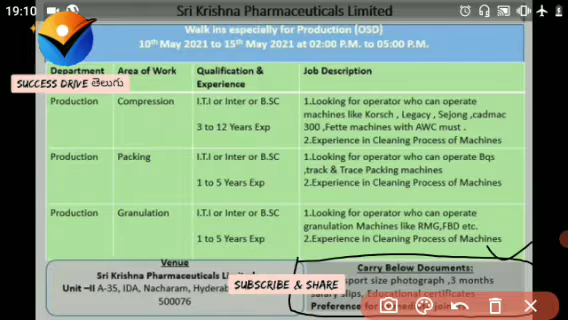 19:10
Sri Krishna Pharmaceuticals Limited
Walk ins especially for Production (OSD)
10th May 2021 to 15th May 2021 at 02:00 P.M. to 05:00 P.M.
SUCCESS DRIVE తెలుగు
Department Area of Work Qualification & Experience Job Description
Production Compression I.T.I or Inter or B.SC
3 to 12 Years Exp
1.Looking for operator who can operate
machines like Korsch , Legacy , Sejong ,cadmac
300 ,Fette machines with AWC must .
2.Experience in Cleaning Process of Machines
Production Packing I.T.I or Inter or B.SC
1 to 5 Years Exp
1.Looking for operator who can operate Bqs
,track & Trace Packing machines
2.Experience in Cleaning Process of Machines
Production Granulation I.T.I or Inter or B.SC
1 to 5 Years Exp
1.Looking for operator who can operate
granulation Machines like RMG,FBD etc.
2.Experience in Cleaning Process of Machines
Venue
Sri Krishna Pharmaceuticals
Unit –II A-35, IDA, Nacharam,
500076
SUBSCRIBE & SHARE
Carry Below Documents:
size photograph ,3 months
slips, Educational certificates
Preference